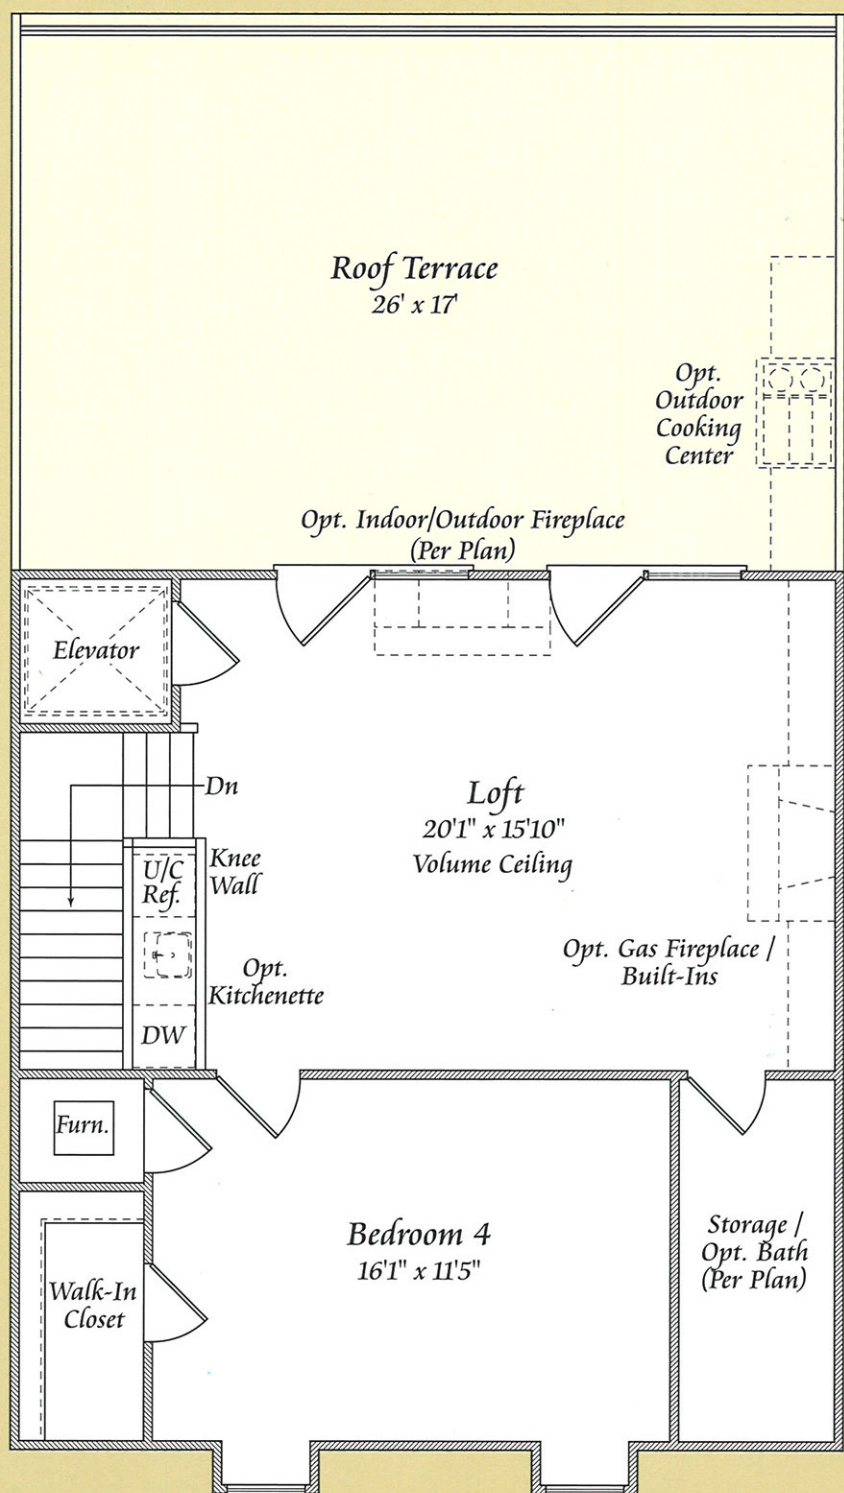 Roof Terrace
26' x 17'
Opt.
Outdoor
Cooking
Center
Opt. Indoor/Outdoor Fireplace
(Per Plan)
Elevator
Dn
Loft
20'1" x 15'10"
Volume Ceiling
U/C
Ref.
Knee
Wall
Opt.
Kitchenette
DW
Opt. Gas Fireplace /
Built-Ins
Furn.
Bedroom 4
16'1" x 11'5"
Storage /
Opt. Bath
(Per Plan)
Walk-In
Closet